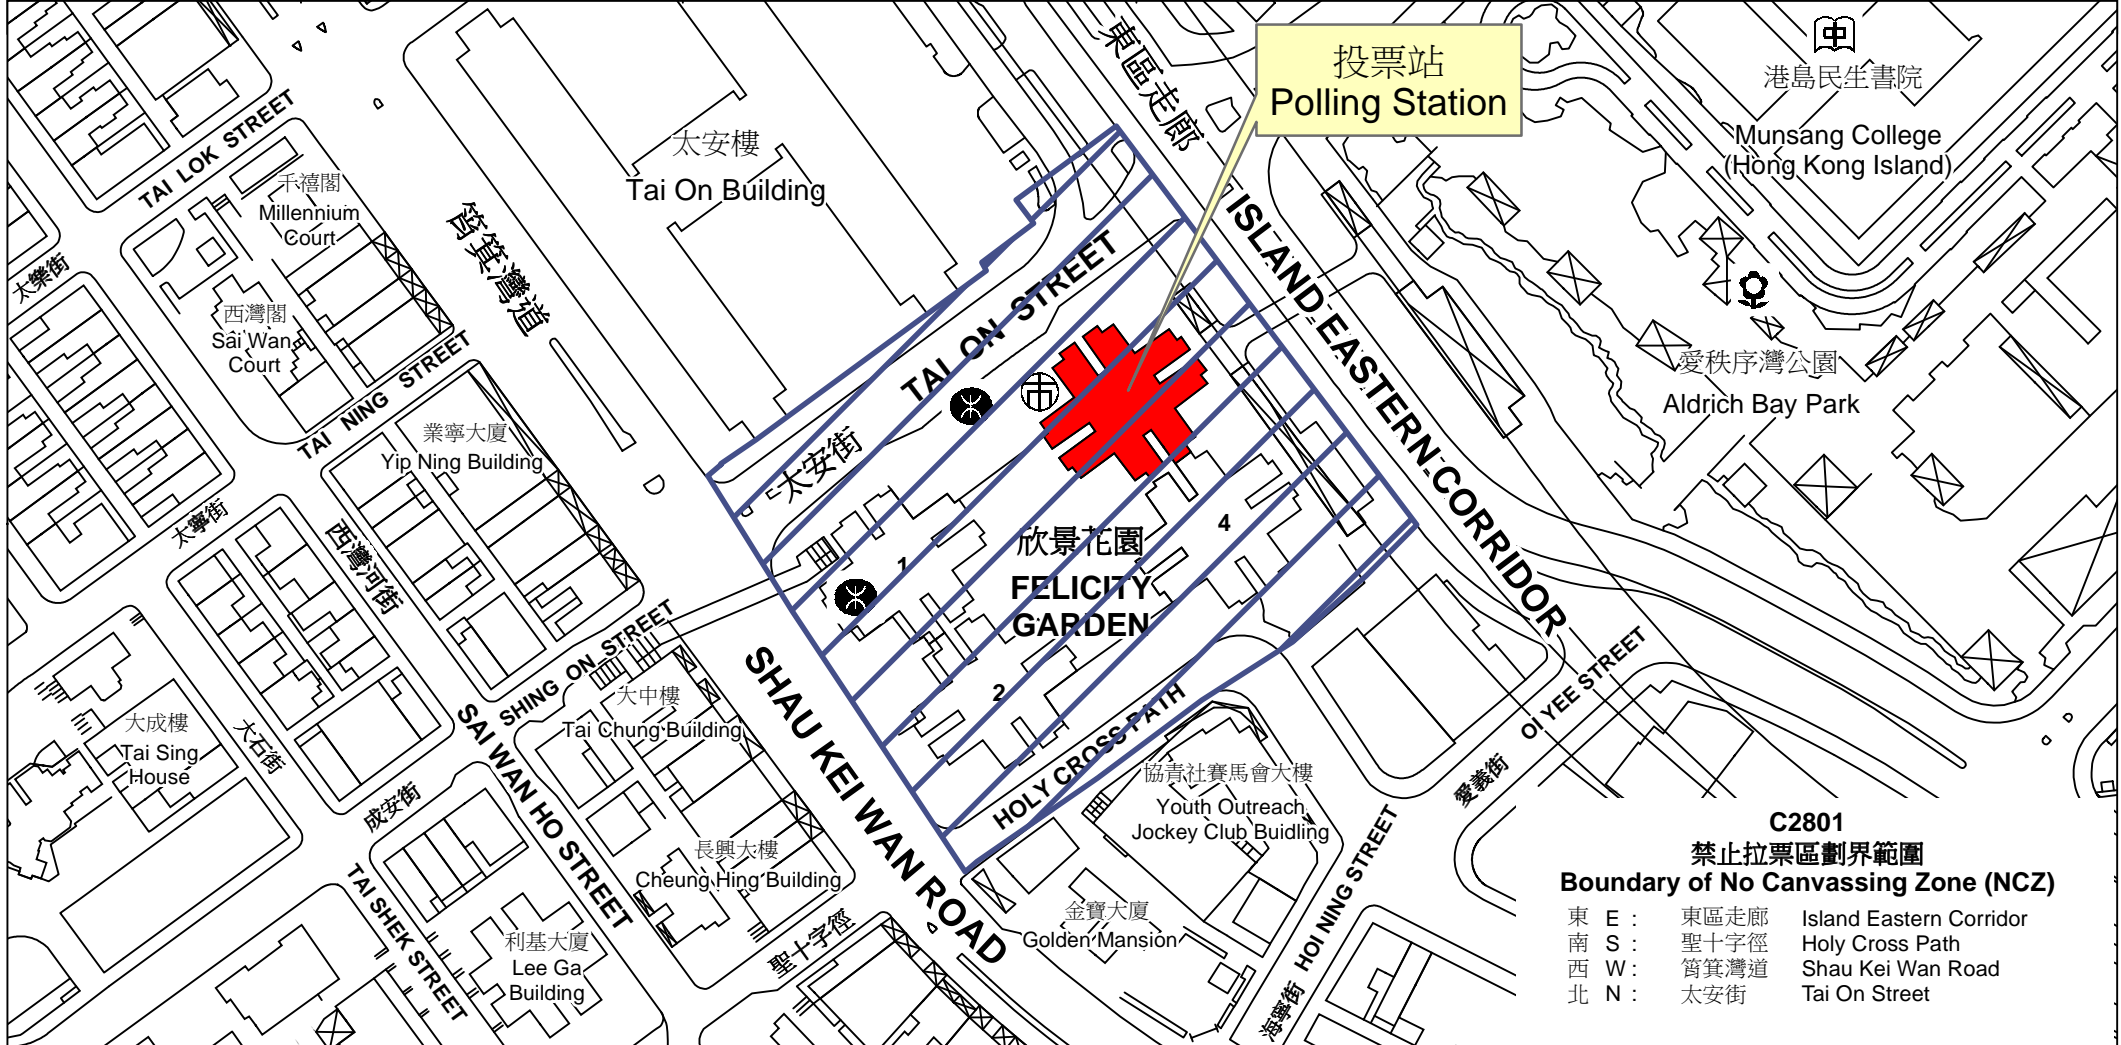 東區走廊
投票站
Polling Station
中
港島民生書院
Munsang College
(Hong Kong Island)
TAI LOK STREET
太安樓
Tai On Building
千禧閣
Millennium
Court
筲箕灣道
ISLAND EASTERN CORRIDOR
太樂街
西灣閣
Sai Wan
Court
TAI ON STREET
愛秩序灣公園
Aldrich Bay Park
TAI NING STREET
市
業寧大廈
Yip Ning Building
太安街
太寧街
西灣河街
欣景花園
FELICITY
GARDEN
1
4
2
SHING ON STREET
SHAU KEI WAN ROAD
OI YEE STREET
大成樓
Tai Sing
House
大石街
大中樓
Tai Chung Building
SAI WAN HO STREET
HOLY CROSS PATH
成安街
愛義街
協青社賽馬會大樓
Youth Outreach
Jockey Club Buidling
長興大樓
Cheung Hing Building
TAI SHEK STREET
利基大廈
Lee Ga
Building
聖十字徑
金寶大廈
Golden Mansion
HOI NING STREET
海寧街
C2801
禁止拉票區劃界範圍
Boundary of No Canvassing Zone (NCZ)
東 E : 東區走廊 Island Eastern Corridor
南 S : 聖十字徑 Holy Cross Path
西 W : 筲箕灣道 Shau Kei Wan Road
北 N : 太安街 Tai On Street